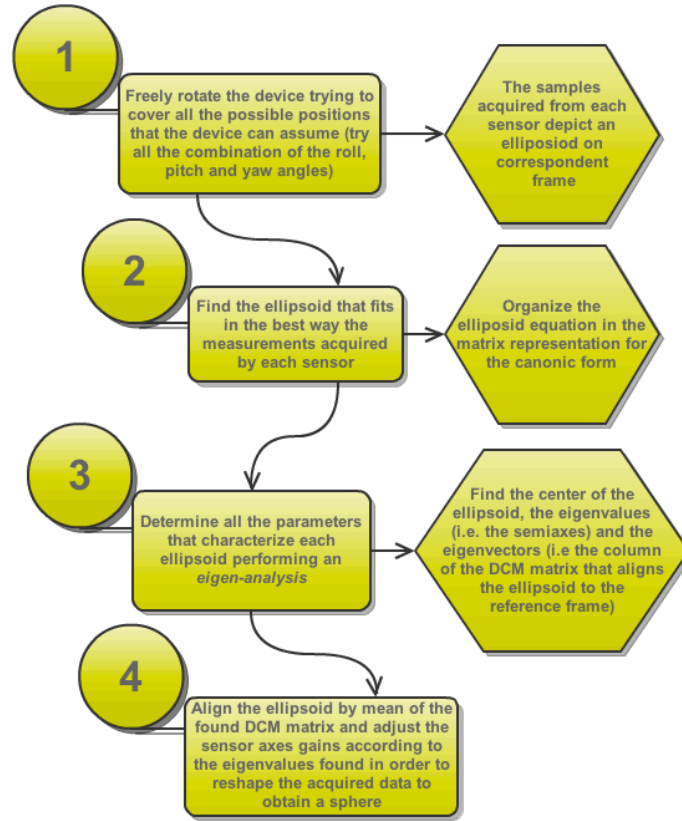 1
Freely rotate the device trying to
cover all the possible positions
that the device can assume (try
all the combination of the roll,
pitch and yaw angles)
The samples
acquired from each
sensor depict an
elliposiod on
correspondent
frame
2
Find the ellipsoid that fits
in the best way the
measurements acquired
by each sensor
Organize the
elliposid equation in the
matrix representation for
the canonic form
3
Determine all the parameters
that characterize each
ellipsoid performing an
eigen-analysis
Find the center of the
ellipsoid, the eigenvalues
(i.e. the semiaxes) and the
eigenvectors (i.e the column
of the DCM matrix that aligns
the ellipsoid to the
reference frame)
4
Align the ellipsoid by mean of the
found DCM matrix and adjust the
sensor axes gains according to
the eigenvalues found in order to
reshape the acquired data to
obtain a sphere